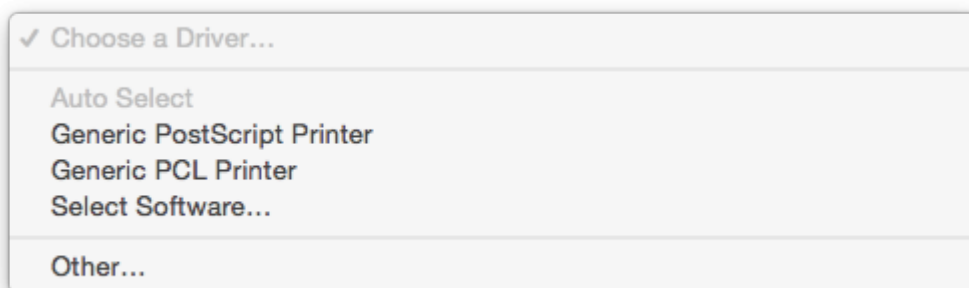 ✓ Choose a Driver...
Auto Select
Generic PostScript Printer
Generic PCL Printer
Select Software...
Other...